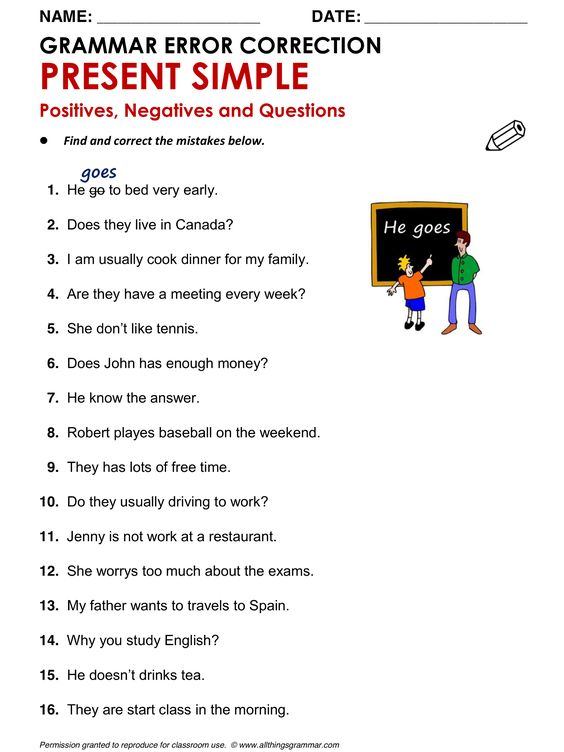 NAME: ____________________ DATE: ____________________
GRAMMAR ERROR CORRECTION
PRESENT SIMPLE
Positives, Negatives and Questions
● Find and correct the mistakes below.
goes
1. He go to bed very early.
He goes
2. Does they live in Canada?
3. I am usually cook dinner for my family.
4. Are they have a meeting every week?
5. She don’t like tennis.
6. Does John has enough money?
7. He know the answer.
8. Robert playes baseball on the weekend.
9. They has lots of free time.
10. Do they usually driving to work?
11. Jenny is not work at a restaurant.
12. She worrys too much about the exams.
13. My father wants to travels to Spain.
14. Why you study English?
15. He doesn’t drinks tea.
16. They are start class in the morning.
Permission granted to reproduce for classroom use. © www.allthingsgrammar.com